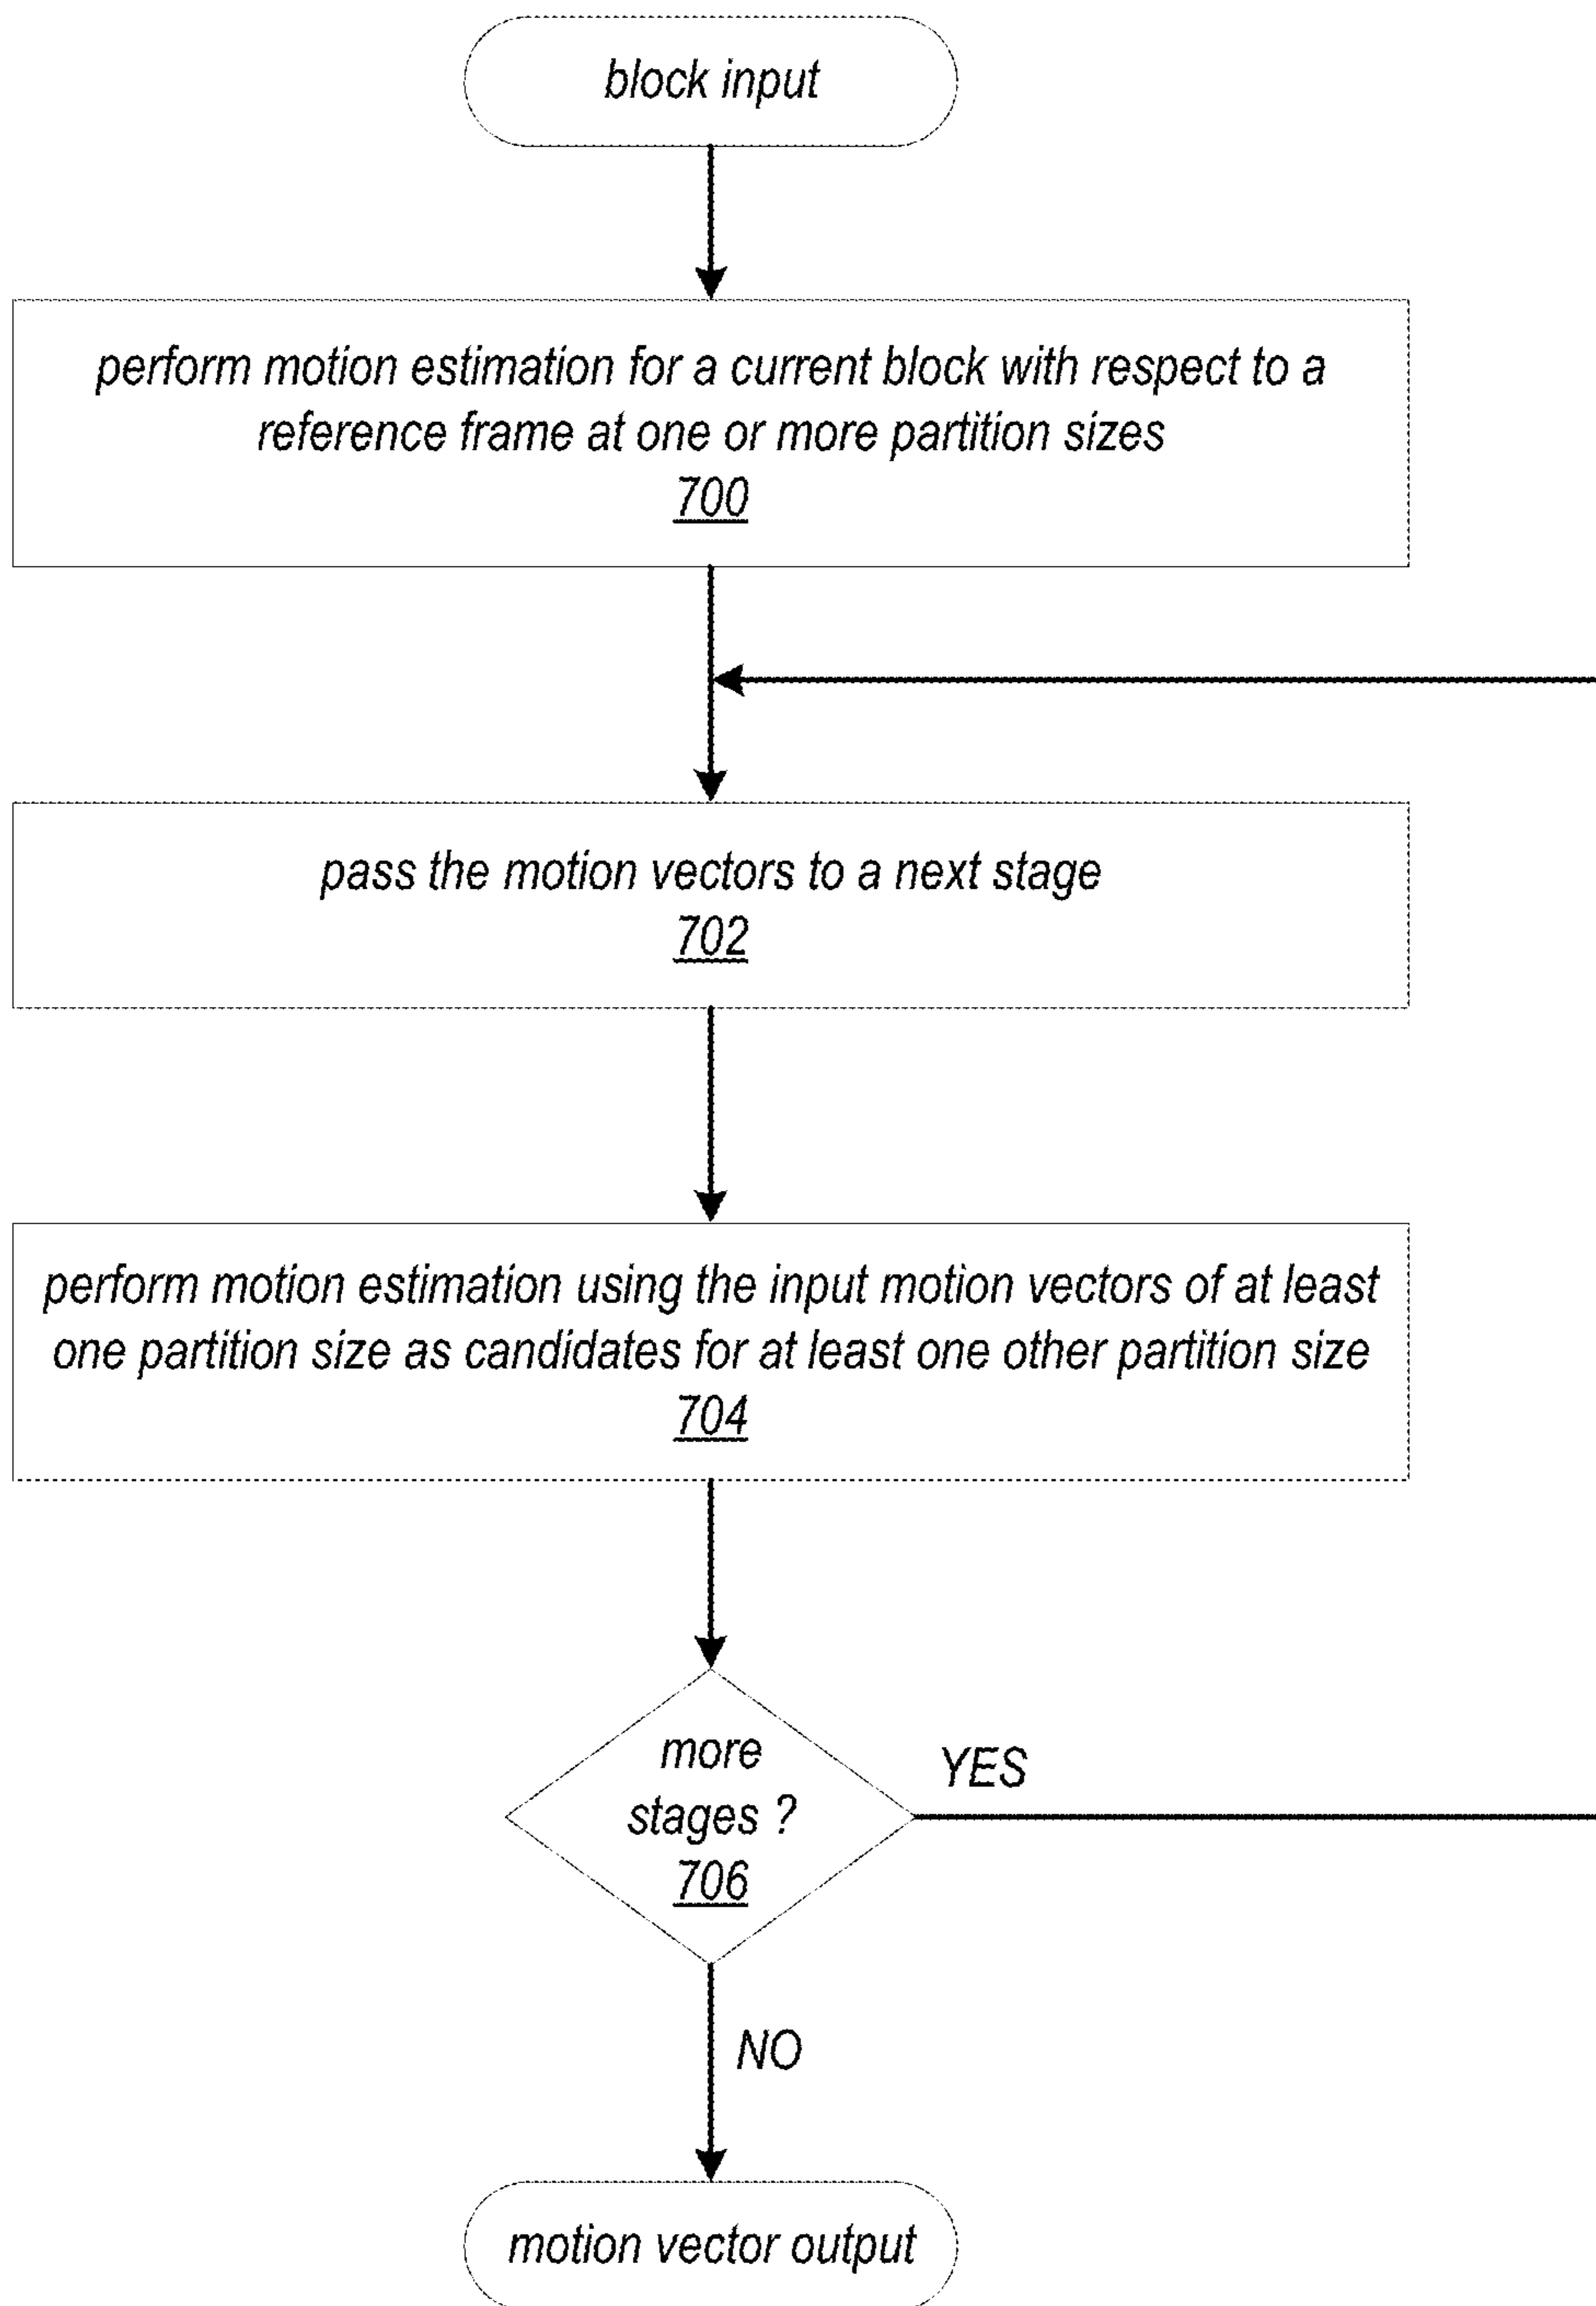 block input
perform motion estimation for a current block with respect to a
reference frame at one or more partition sizes
700
pass the motion vectors to a next stage
702
perform motion estimation using the input motion vectors of at least
one partition size as candidates for at least one other partition size
704
more
stages ?
706
YES
NO
motion vector output